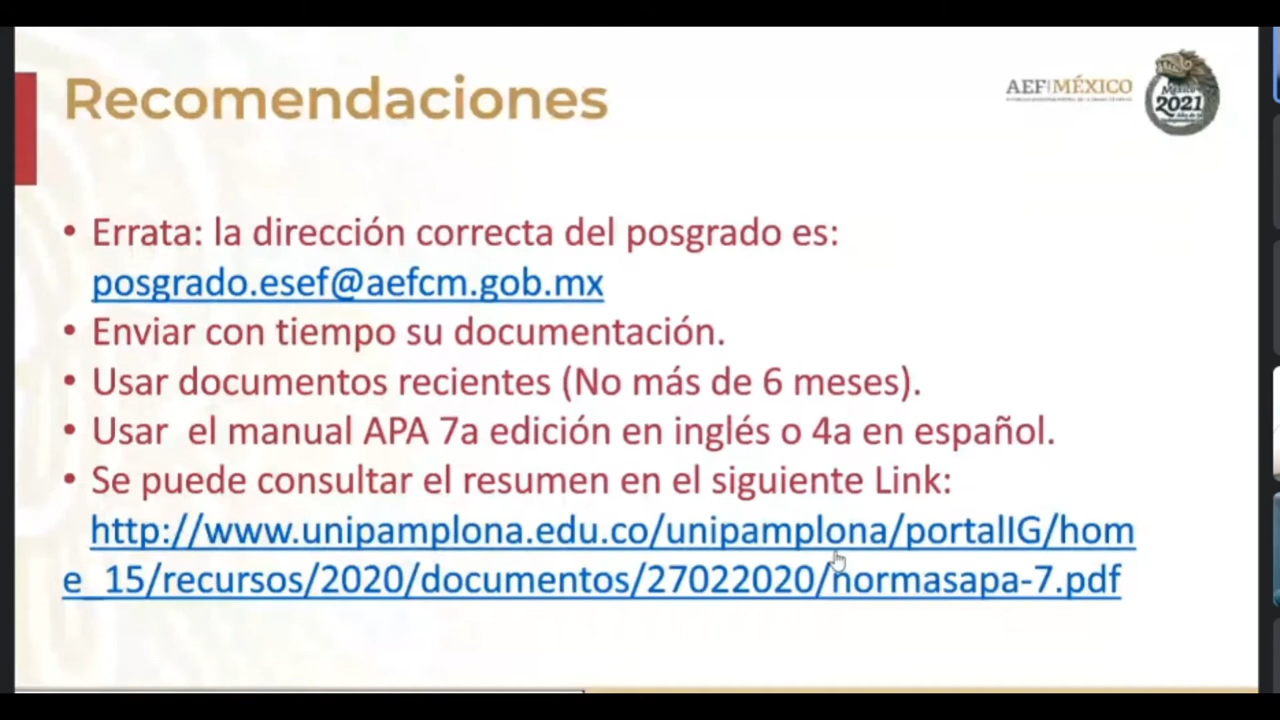 Recomendaciones
AEF MÉXICO
México
2021
• Errata: la dirección correcta del posgrado es:
posgrado.esef@aefcm.gob.mx
• Enviar con tiempo su documentación.
• Usar documentos recientes (No más de 6 meses).
• Usar el manual APA 7a edición en inglés o 4a en español.
• Se puede consultar el resumen en el siguiente Link:
http://www.unipamplona.edu.co/unipamplona/portalIG/hom
e_15/recursos/2020/documentos/27022020/normasapa-7.pdf